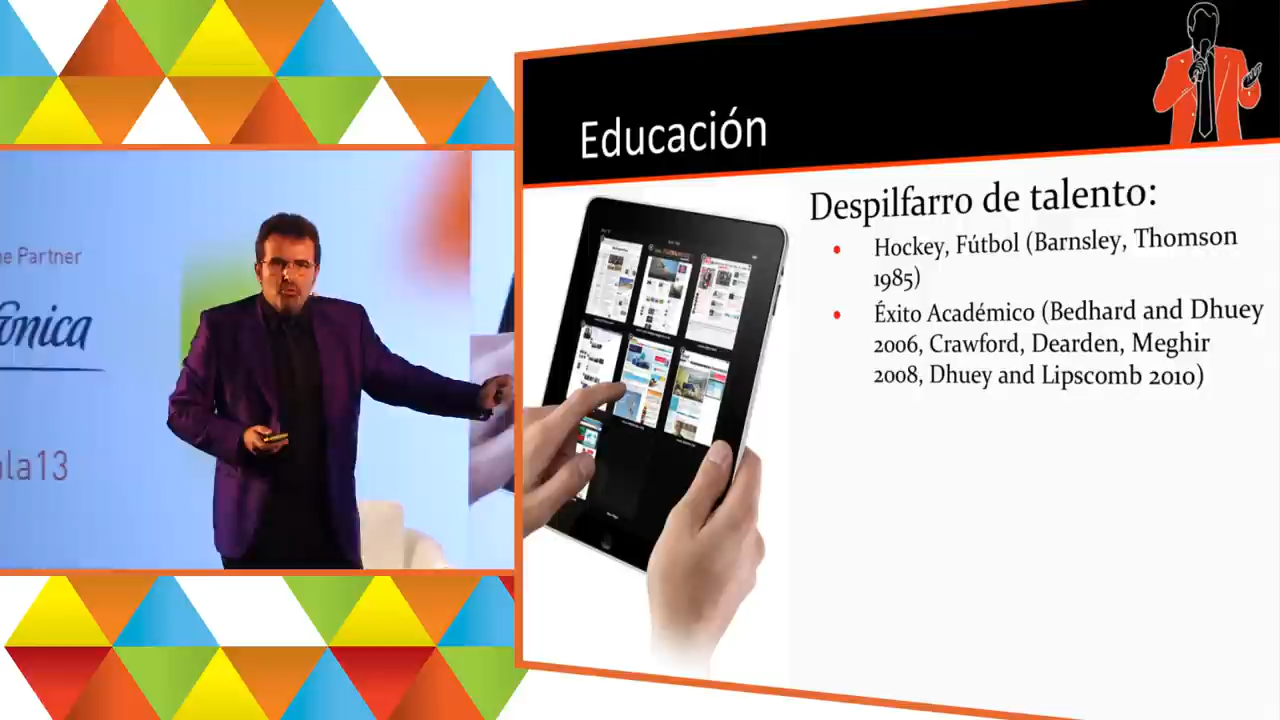 ne Partner
fónica
la13
Educación
Despilfarro de talento:
Hockey, Fútbol (Barnsley, Thomson
1985)
Éxito Académico (Bedhard and Dhuey
2006, Crawford, Dearden, Meghir
2008, Dhuey and Lipscomb 2010)